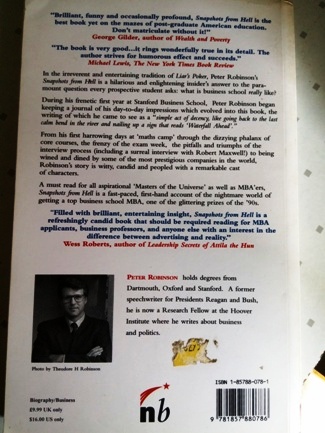 "Brilliant, funny and occasionally profound, Snapshots from Hell is the
best book yet on the mazes of post-graduate American education.
Don't matriculate without it!"
George Gilder, author of Wealth and Poverty
"The book is very good...it rings wonderfully true in its detail. The
author strives for humorous effect and succeeds."
Michael Lewis, The New York Times Book Review
In the irreverent and entertaining tradition of Liar's Poker, Peter Robinson's
Snapshots from Hell is a hilarious and enlightening insider's answer to the para-
mount question every prospective student asks: what is business school really like?
During his frenetic first year at Stanford Business School, Peter Robinson began
keeping a journal of his day-to-day impressions which evolved into this book, the
writing of which he came to see as a "simple act of decency, like going back to the last
calm bend in the river and nailing up a sign that reads 'Waterfall Ahead'."
From his first harrowing days at 'maths camp' through the dizzying phalanx of
core courses, the frenzy of the exam week, the pitfalls and triumphs of the
interview process (including a surreal interview with Robert Maxwell!) to being
wined and dined by some of the most prestigious companies in the world,
Robinson's story is witty, candid and peopled with a remarkable cast
of characters.
A must read for all aspirational 'Masters of the Universe' as well as MBA'ers,
Snapshots from Hell is a fast-paced, first-hand account of the nightmare world of
getting a top business school MBA, one of the glittering prizes of the '90s.
"Filled with brilliant, entertaining insight, Snapshots from Hell is a
refreshingly candid book that should be required reading for MBA
applicants, business professors, and anyone else with an interest in the
difference between advertising and reality."
Wess Roberts, author of Leadership Secrets of Attila the Hun
PETER ROBINSON holds degrees from
Dartmouth, Oxford and Stanford. A former
speechwriter for Presidents Reagan and Bush,
he is now a Research Fellow at the Hoover
Institute where he writes about business
and politics.
Photo by Theodore H Robinson
Biography/Business
£9.99 UK only
$16.00 US only
nb
ISBN 1-85788-078-1
9 781857 880786